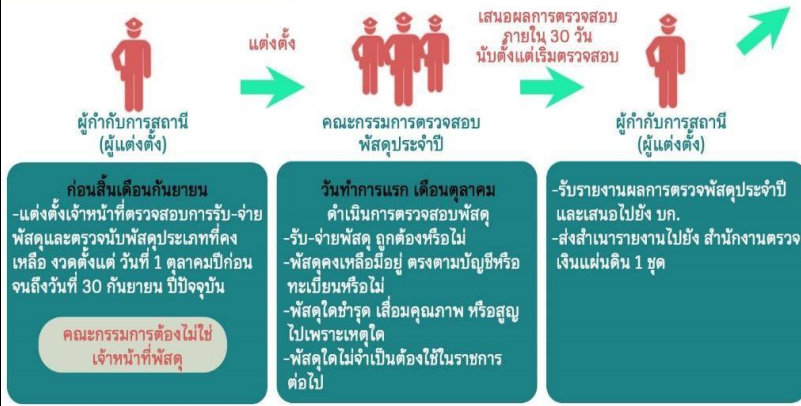 แต่งตั้ง
เสนอผลการตรวจสอบ
ภายใน 30 วัน
นับตั้งแต่เริ่มตรวจสอบ
ผู้กำกับการสถานี
(ผู้แต่งตั้ง)
คณะกรรมการตรวจสอบ
พัสดุประจำปี
ผู้กำกับการสถานี
(ผู้แต่งตั้ง)
ก่อนสิ้นเดือนกันยายน
-แต่งตั้งเจ้าหน้าที่ตรวจสอบการรับ-จ่าย
พัสดุและตรวจนับพัสดุประเภทที่คง
เหลือ งวดตั้งแต่ วันที่ 1 ตุลาคมปีก่อน
จนถึงวันที่ 30 กันยายน ปีปัจจุบัน
คณะกรรมการต้องไม่ใช่
เจ้าหน้าที่พัสดุ
วันทำการแรก เดือนตุลาคม
ดำเนินการตรวจสอบพัสดุ
-รับ-จ่ายพัสดุ ถูกต้องหรือไม่
-พัสดุคงเหลือมีอยู่ ตรงตามบัญชีหรือ
ทะเบียนหรือไม่
-พัสดุใดชำรุด เสื่อมคุณภาพ หรือสูญ
ไปเพราะเหตุใด
-พัสดุใดไม่จำเป็นต้องใช้ในราชการ
ต่อไป
-รับรายงานผลการตรวจพัสดุประจำปี
และเสนอไปยัง บก.
-ส่งสำเนารายงานไปยัง สำนักงานตรวจ
เงินแผ่นดิน 1 ชุด